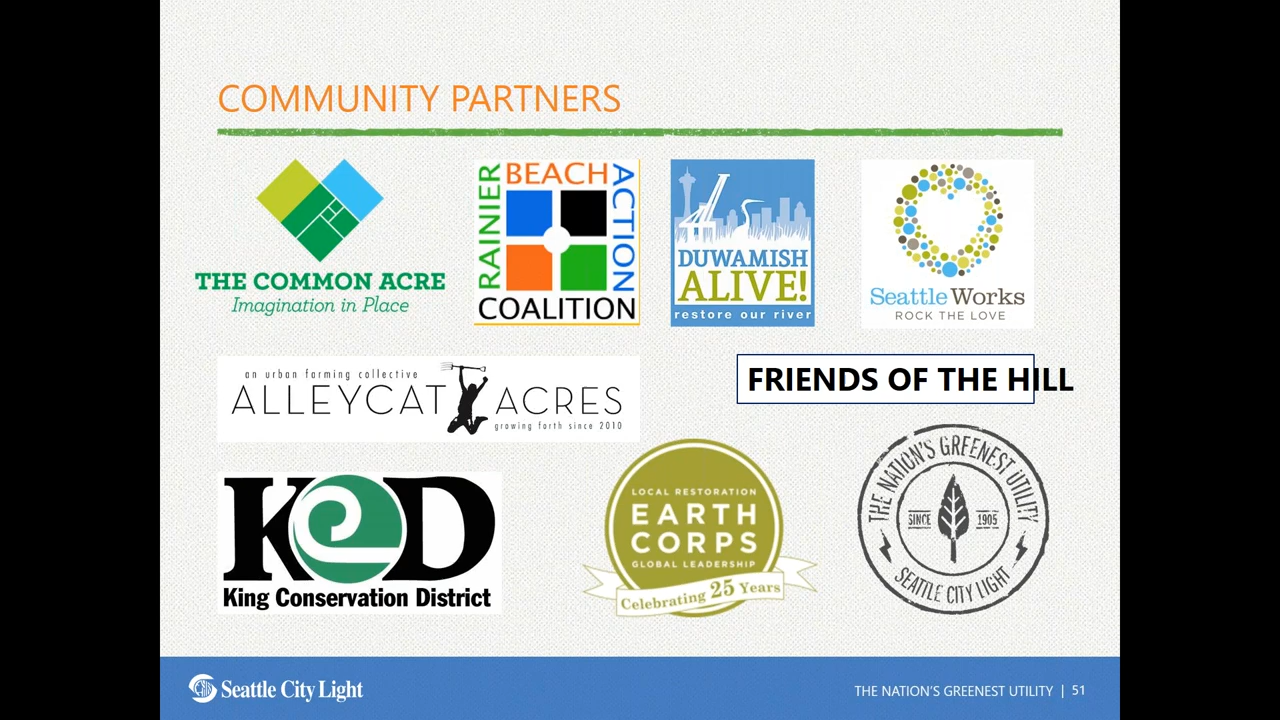 COMMUNITY PARTNERS
THE COMMON ACRE
Imagination in Place
RAINIER
BEACH
ACTION
COALITION
DUWAMISH
ALIVE!
restore our river
Seattle Works
ROCK THE LOVE
an urban farming collective
ALLEYCAT ACRES
growing forth since 2010
FRIENDS OF THE HILL
KCD
King Conservation District
LOCAL RESTORATION
EARTH
CORPS
GLOBAL LEADERSHIP
Celebrating 25 Years
THE NATION'S GREENEST UTILITY
SINCE 1905
SEATTLE CITY LIGHT
Seattle City Light
THE NATION'S GREENEST UTILITY | 51